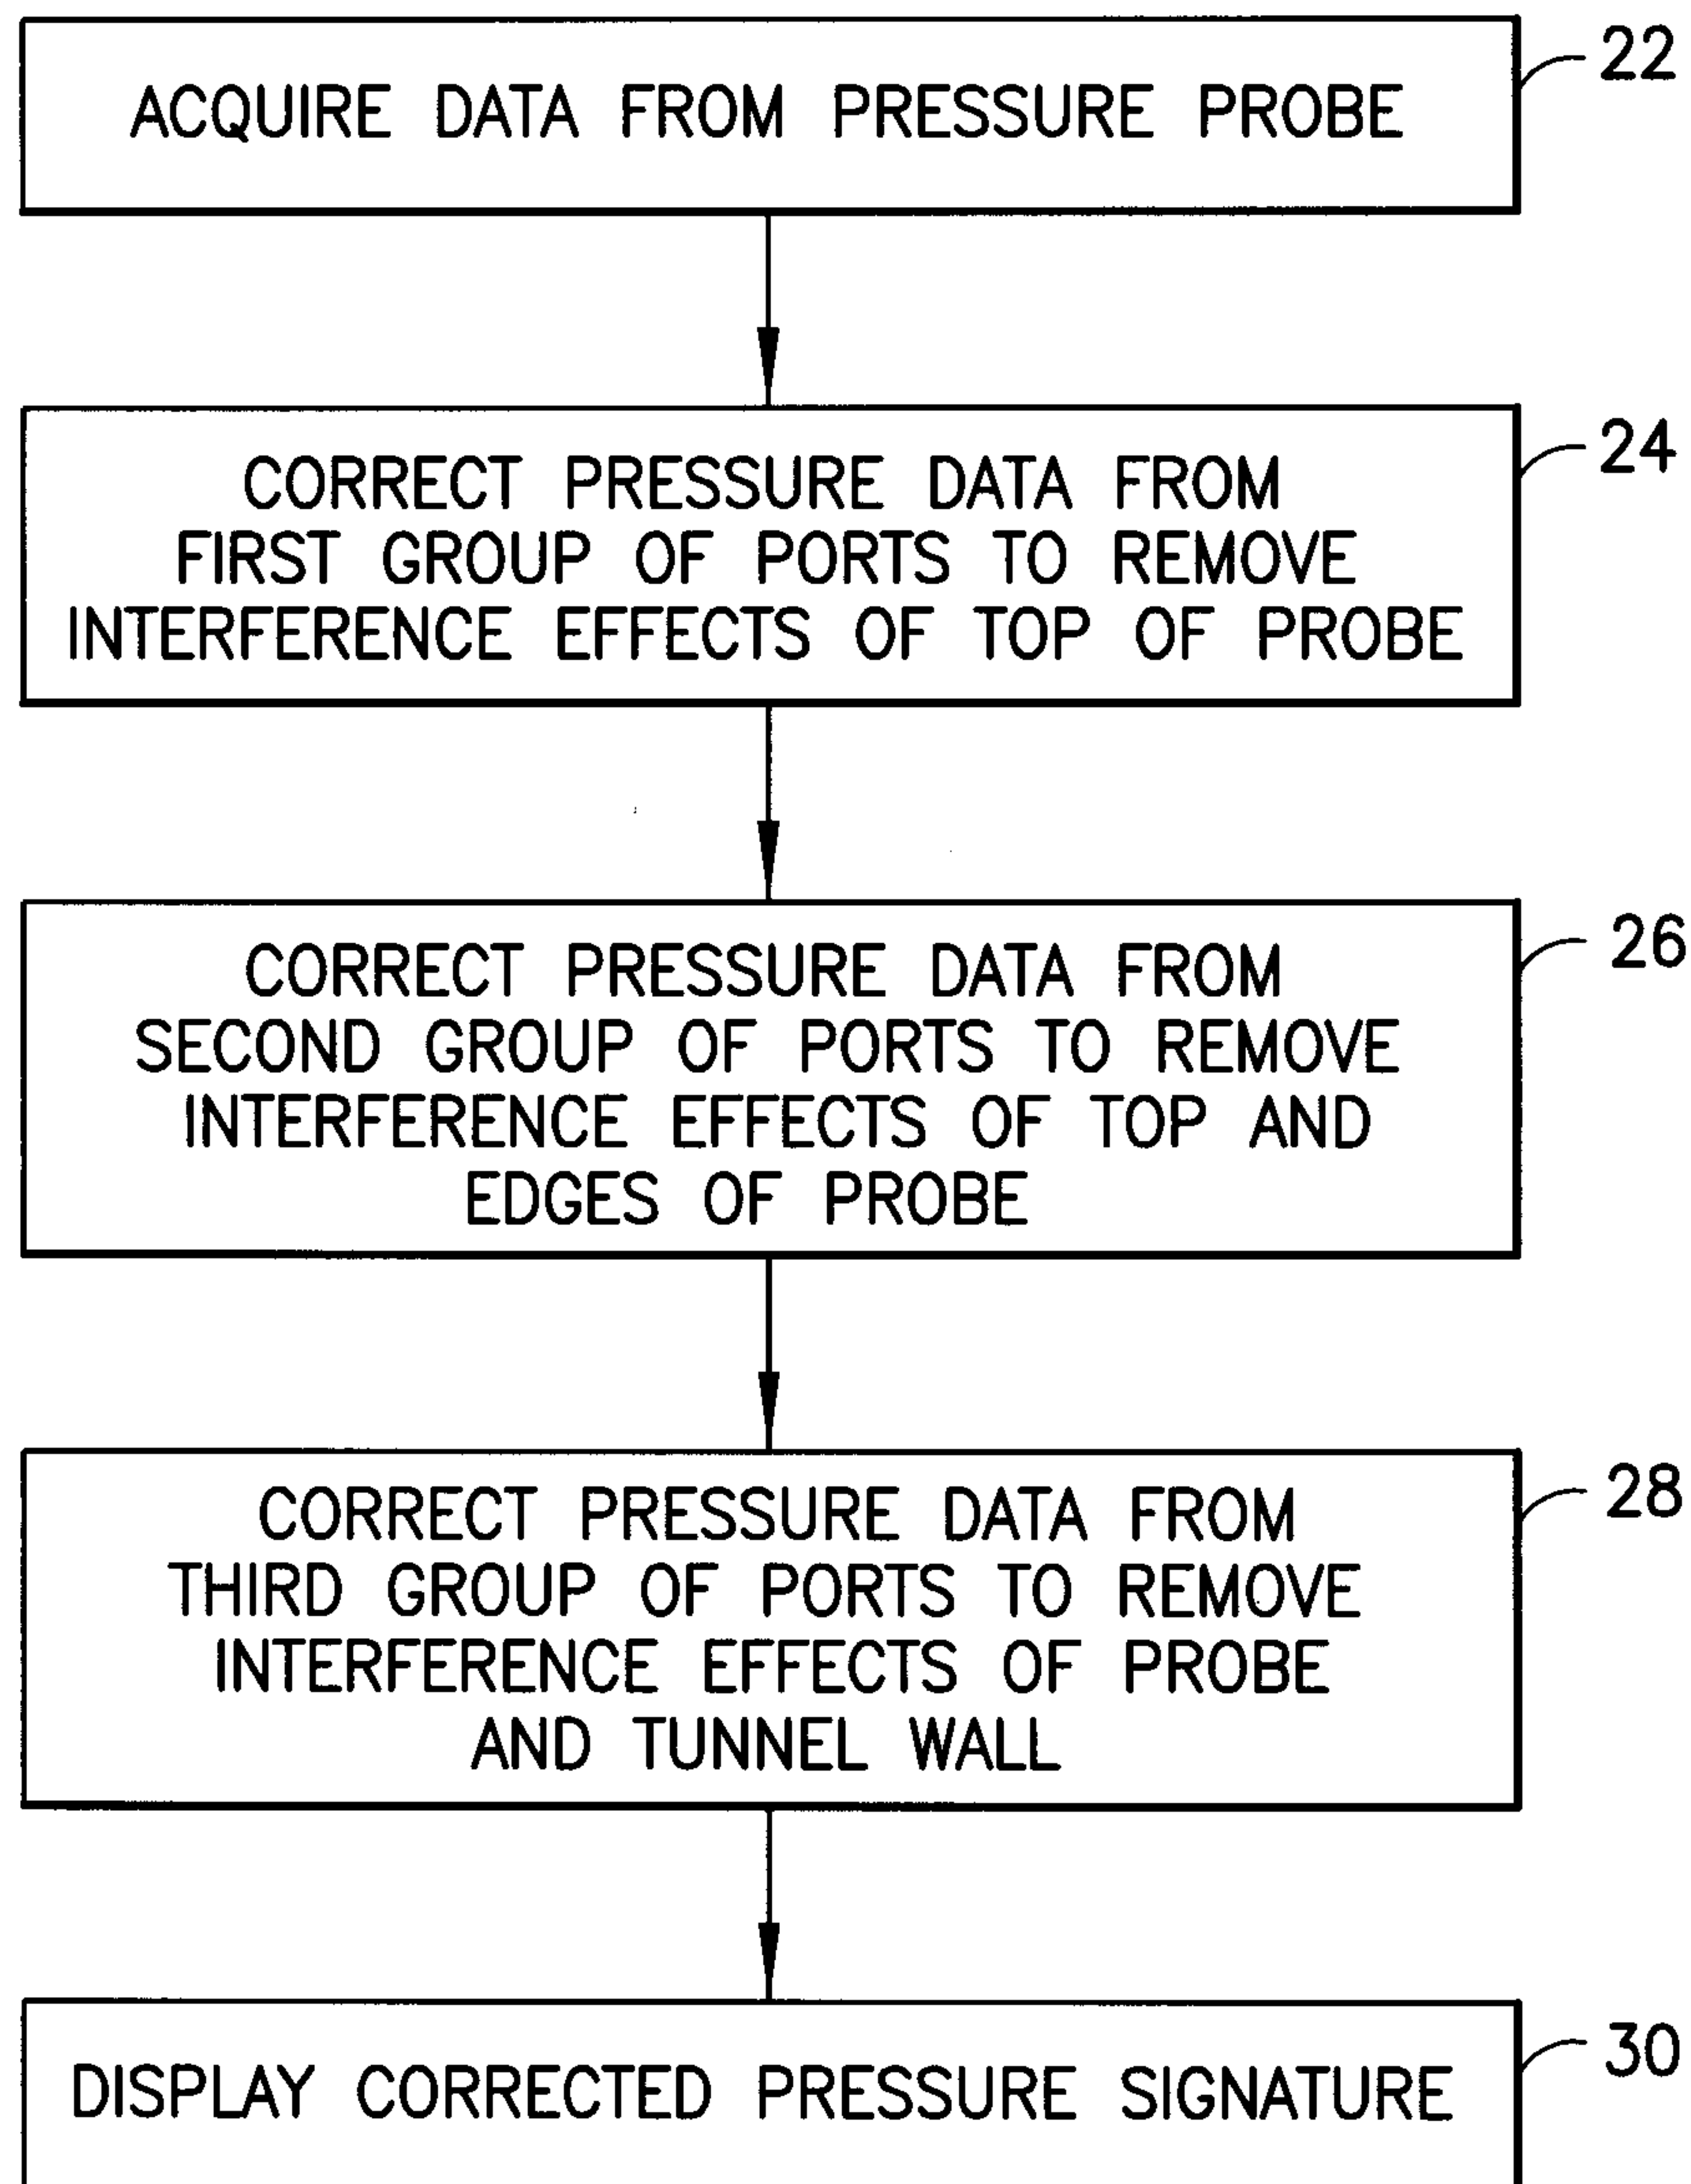 ACQUIRE DATA FROM PRESSURE PROBE
22
CORRECT PRESSURE DATA FROM
FIRST GROUP OF PORTS TO REMOVE
INTERFERENCE EFFECTS OF TOP OF PROBE
24
CORRECT PRESSURE DATA FROM
SECOND GROUP OF PORTS TO REMOVE
INTERFERENCE EFFECTS OF TOP AND
EDGES OF PROBE
26
CORRECT PRESSURE DATA FROM
THIRD GROUP OF PORTS TO REMOVE
INTERFERENCE EFFECTS OF PROBE
AND TUNNEL WALL
28
DISPLAY CORRECTED PRESSURE SIGNATURE
30